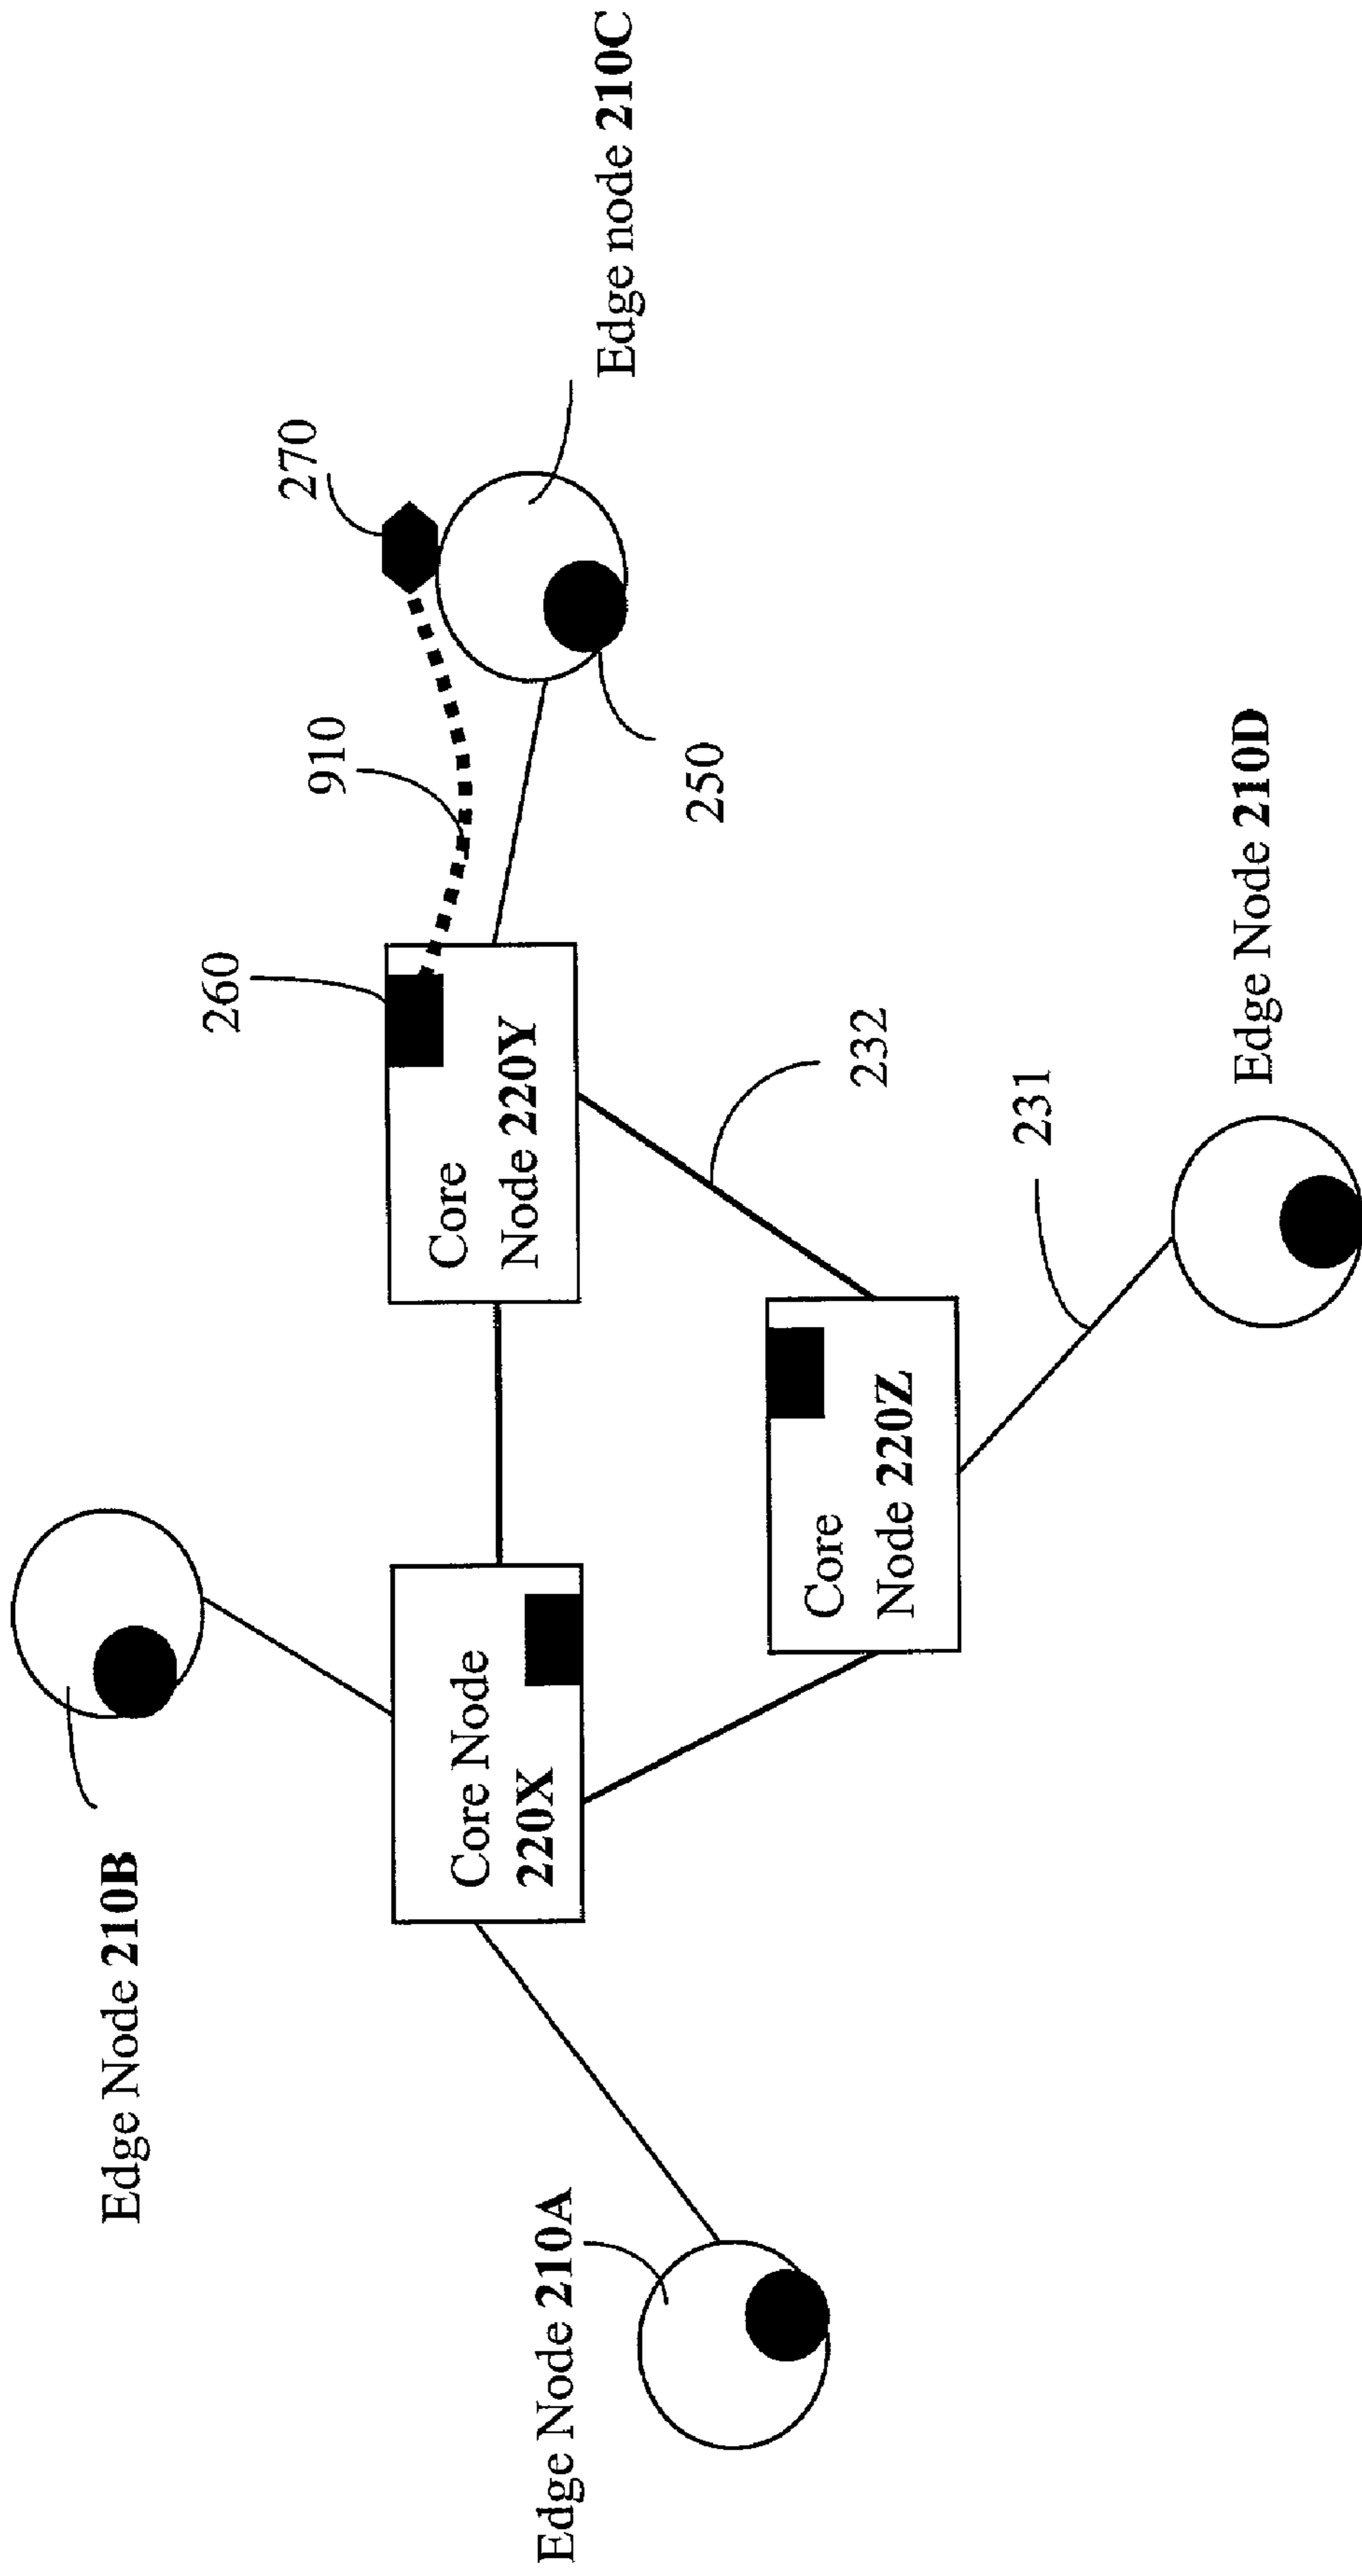 Edge Node 210B
Edge Node 210A
Core Node
220X
Core
Node 220Y
Core
Node 220Z
260
910
270
Edge node 210C
250
232
231
Edge Node 210D